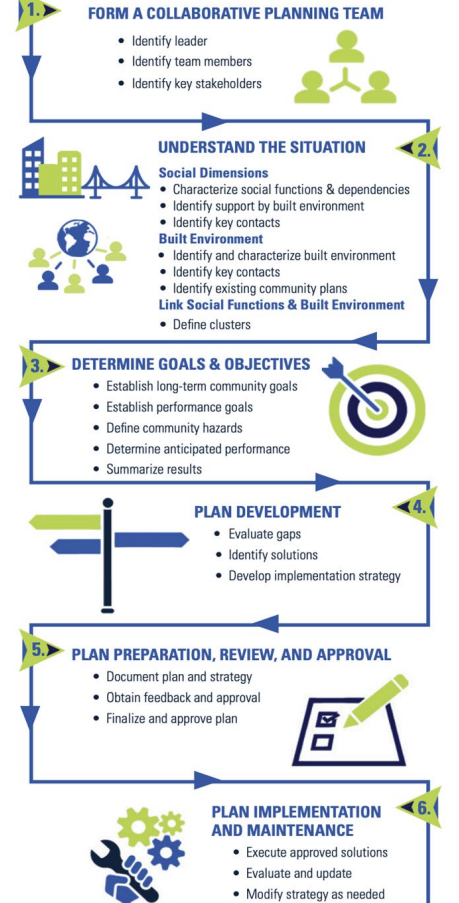 1.
FORM A COLLABORATIVE PLANNING TEAM
• Identify leader
• Identify team members
• Identify key stakeholders
2.
UNDERSTAND THE SITUATION
Social Dimensions
• Characterize social functions & dependencies
• Identify support by built environment
• Identify key contacts
Built Environment
• Identify and characterize built environment
• Identify key contacts
• Identify existing community plans
Link Social Functions & Built Environment
• Define clusters
3.
DETERMINE GOALS & OBJECTIVES
• Establish long-term community goals
• Establish performance goals
• Define community hazards
• Determine anticipated performance
• Summarize results
4.
PLAN DEVELOPMENT
• Evaluate gaps
• Identify solutions
• Develop implementation strategy
5.
PLAN PREPARATION, REVIEW, AND APPROVAL
• Document plan and strategy
• Obtain feedback and approval
• Finalize and approve plan
6.
PLAN IMPLEMENTATION
AND MAINTENANCE
• Execute approved solutions
• Evaluate and update
• Modify strategy as needed